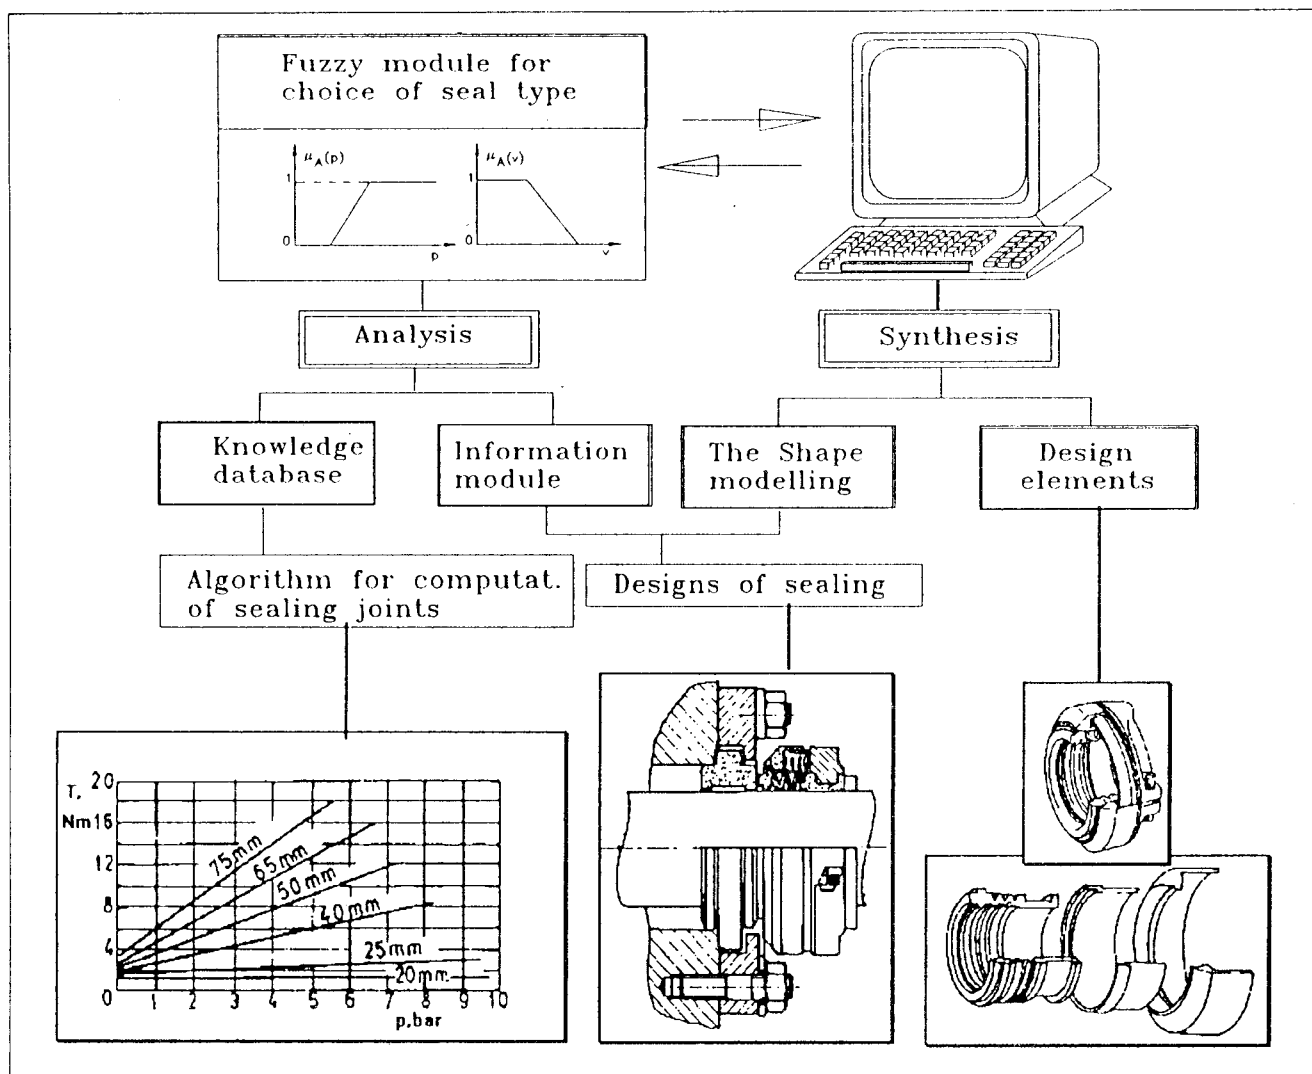 Fuzzy module for
choice of seal type
μA(p)
1
0
p
μA(v)
1
0
v
Analysis
Synthesis
Knowledge
database
Information
module
The Shape
modelling
Design
elements
Algorithm for computat.
of sealing joints
Designs of sealing
T,
Nm
20
16
12
8
4
0
75mm
65mm
50mm
40mm
25mm
20mm
1 2 3 4 5 6 7 8 9 10
p,bar